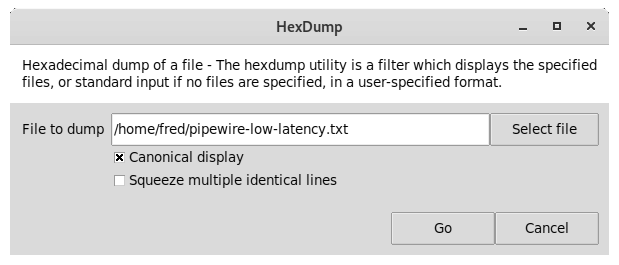 HexDump
Hexadecimal dump of a file - The hexdump utility is a filter which displays the specified
files, or standard input if no files are specified, in a user-specified format.
File to dump /home/fred/pipewire-low-latency.txt Select file
Canonical display
Squeeze multiple identical lines
Go Cancel